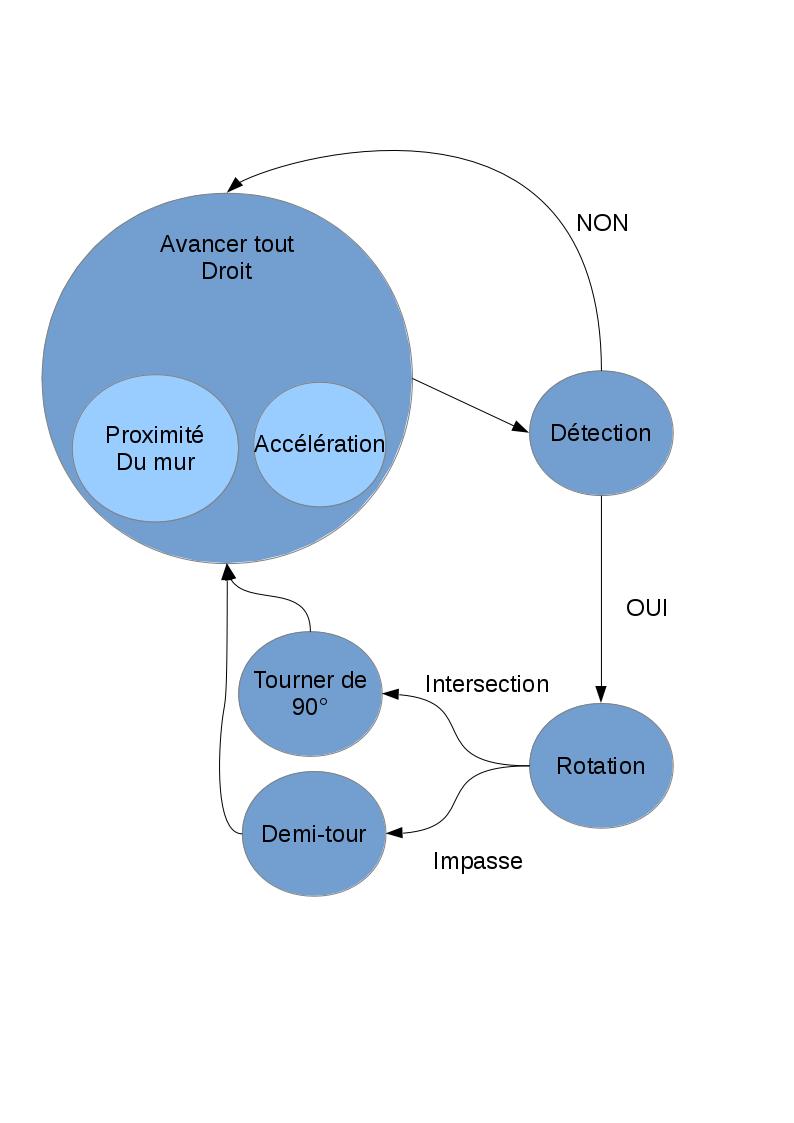 NON
Avancer tout
Droit
Proximité
Du mur
Accélération
Détection
OUI
Tourner de
90°
Intersection
Rotation
Demi-tour
Impasse